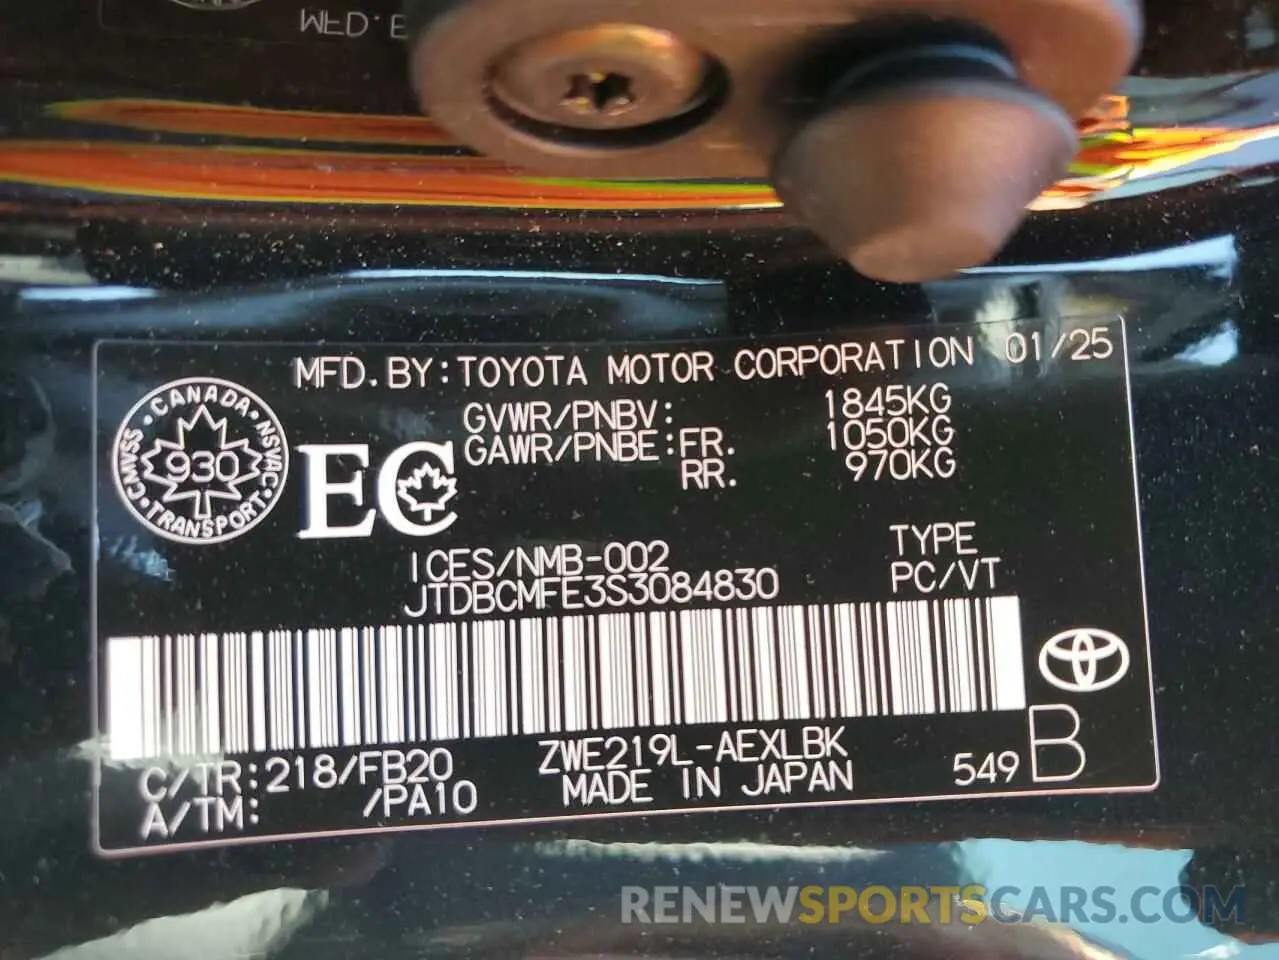 MFD. BY: TOYOTA MOTOR CORPORATION 01/25
GVWR/PNBV: 1845KG
GAWR/PNBE: FR. 1050KG
RR. 970KG
CANADA
CMVSS
930
NSVAC
TRANSPORT
EC
ICES/NMB-002
JTDBCMFE3S3084830
TYPE
PC/VT
C/TR: 218/FB20
A/TM: /PA10
ZWE219L-AEXLBK
MADE IN JAPAN
549 B
RENEWSPORTSCARS.COM